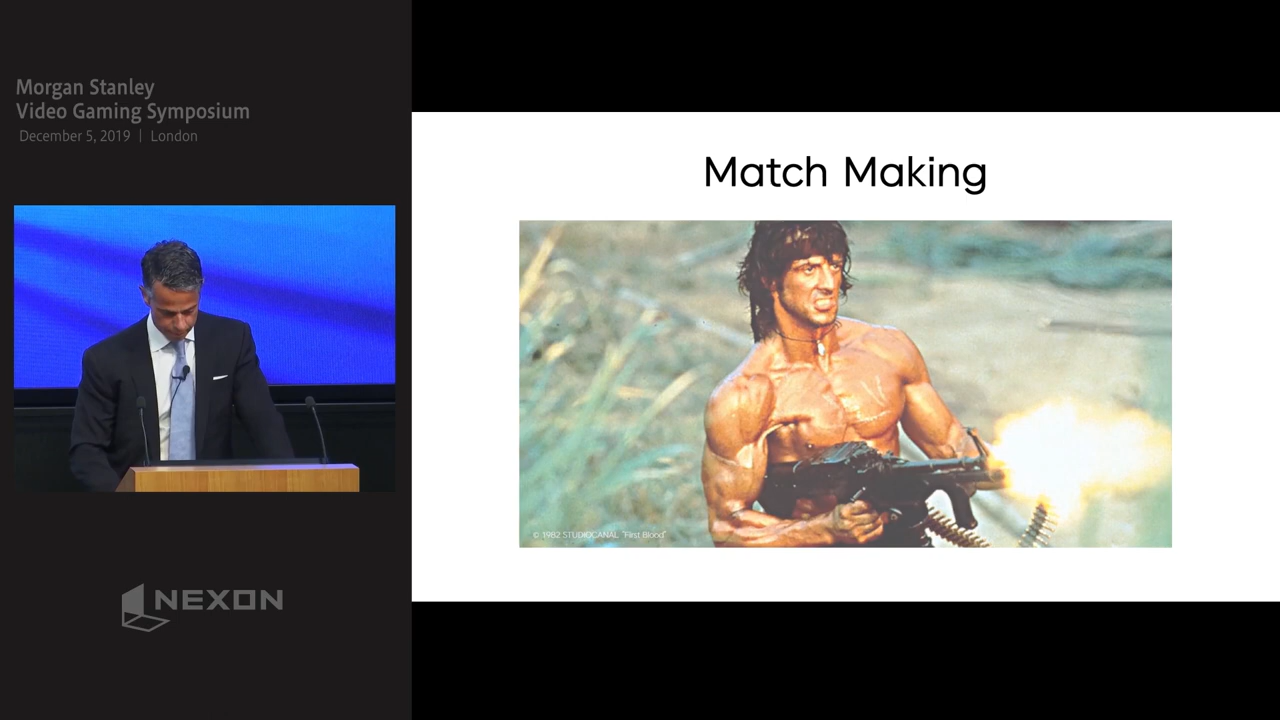 Morgan Stanley
Video Gaming Symposium
December 5, 2019 | London
NEXON
Match Making
© 1982 STUDIOCANAL "First Blood"